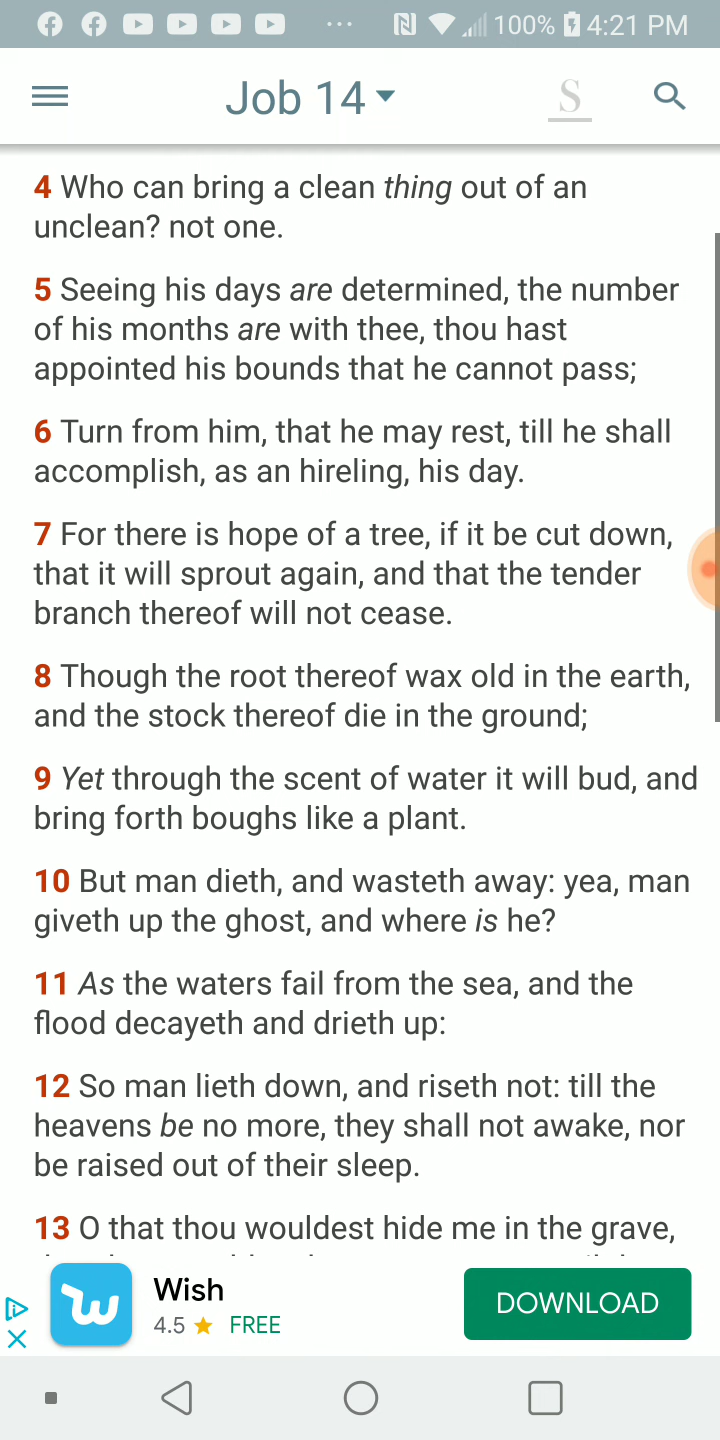 100% 4:21 PM
Job 14
S
4 Who can bring a clean thing out of an
unclean? not one.
5 Seeing his days are determined, the number
of his months are with thee, thou hast
appointed his bounds that he cannot pass;
6 Turn from him, that he may rest, till he shall
accomplish, as an hireling, his day.
7 For there is hope of a tree, if it be cut down,
that it will sprout again, and that the tender
branch thereof will not cease.
8 Though the root thereof wax old in the earth,
and the stock thereof die in the ground;
9 Yet through the scent of water it will bud, and
bring forth boughs like a plant.
10 But man dieth, and wasteth away: yea, man
giveth up the ghost, and where is he?
11 As the waters fail from the sea, and the
flood decayeth and drieth up:
12 So man lieth down, and riseth not: till the
heavens be no more, they shall not awake, nor
be raised out of their sleep.
13 O that thou wouldest hide me in the grave,
Wish
4.5 ★ FREE
DOWNLOAD